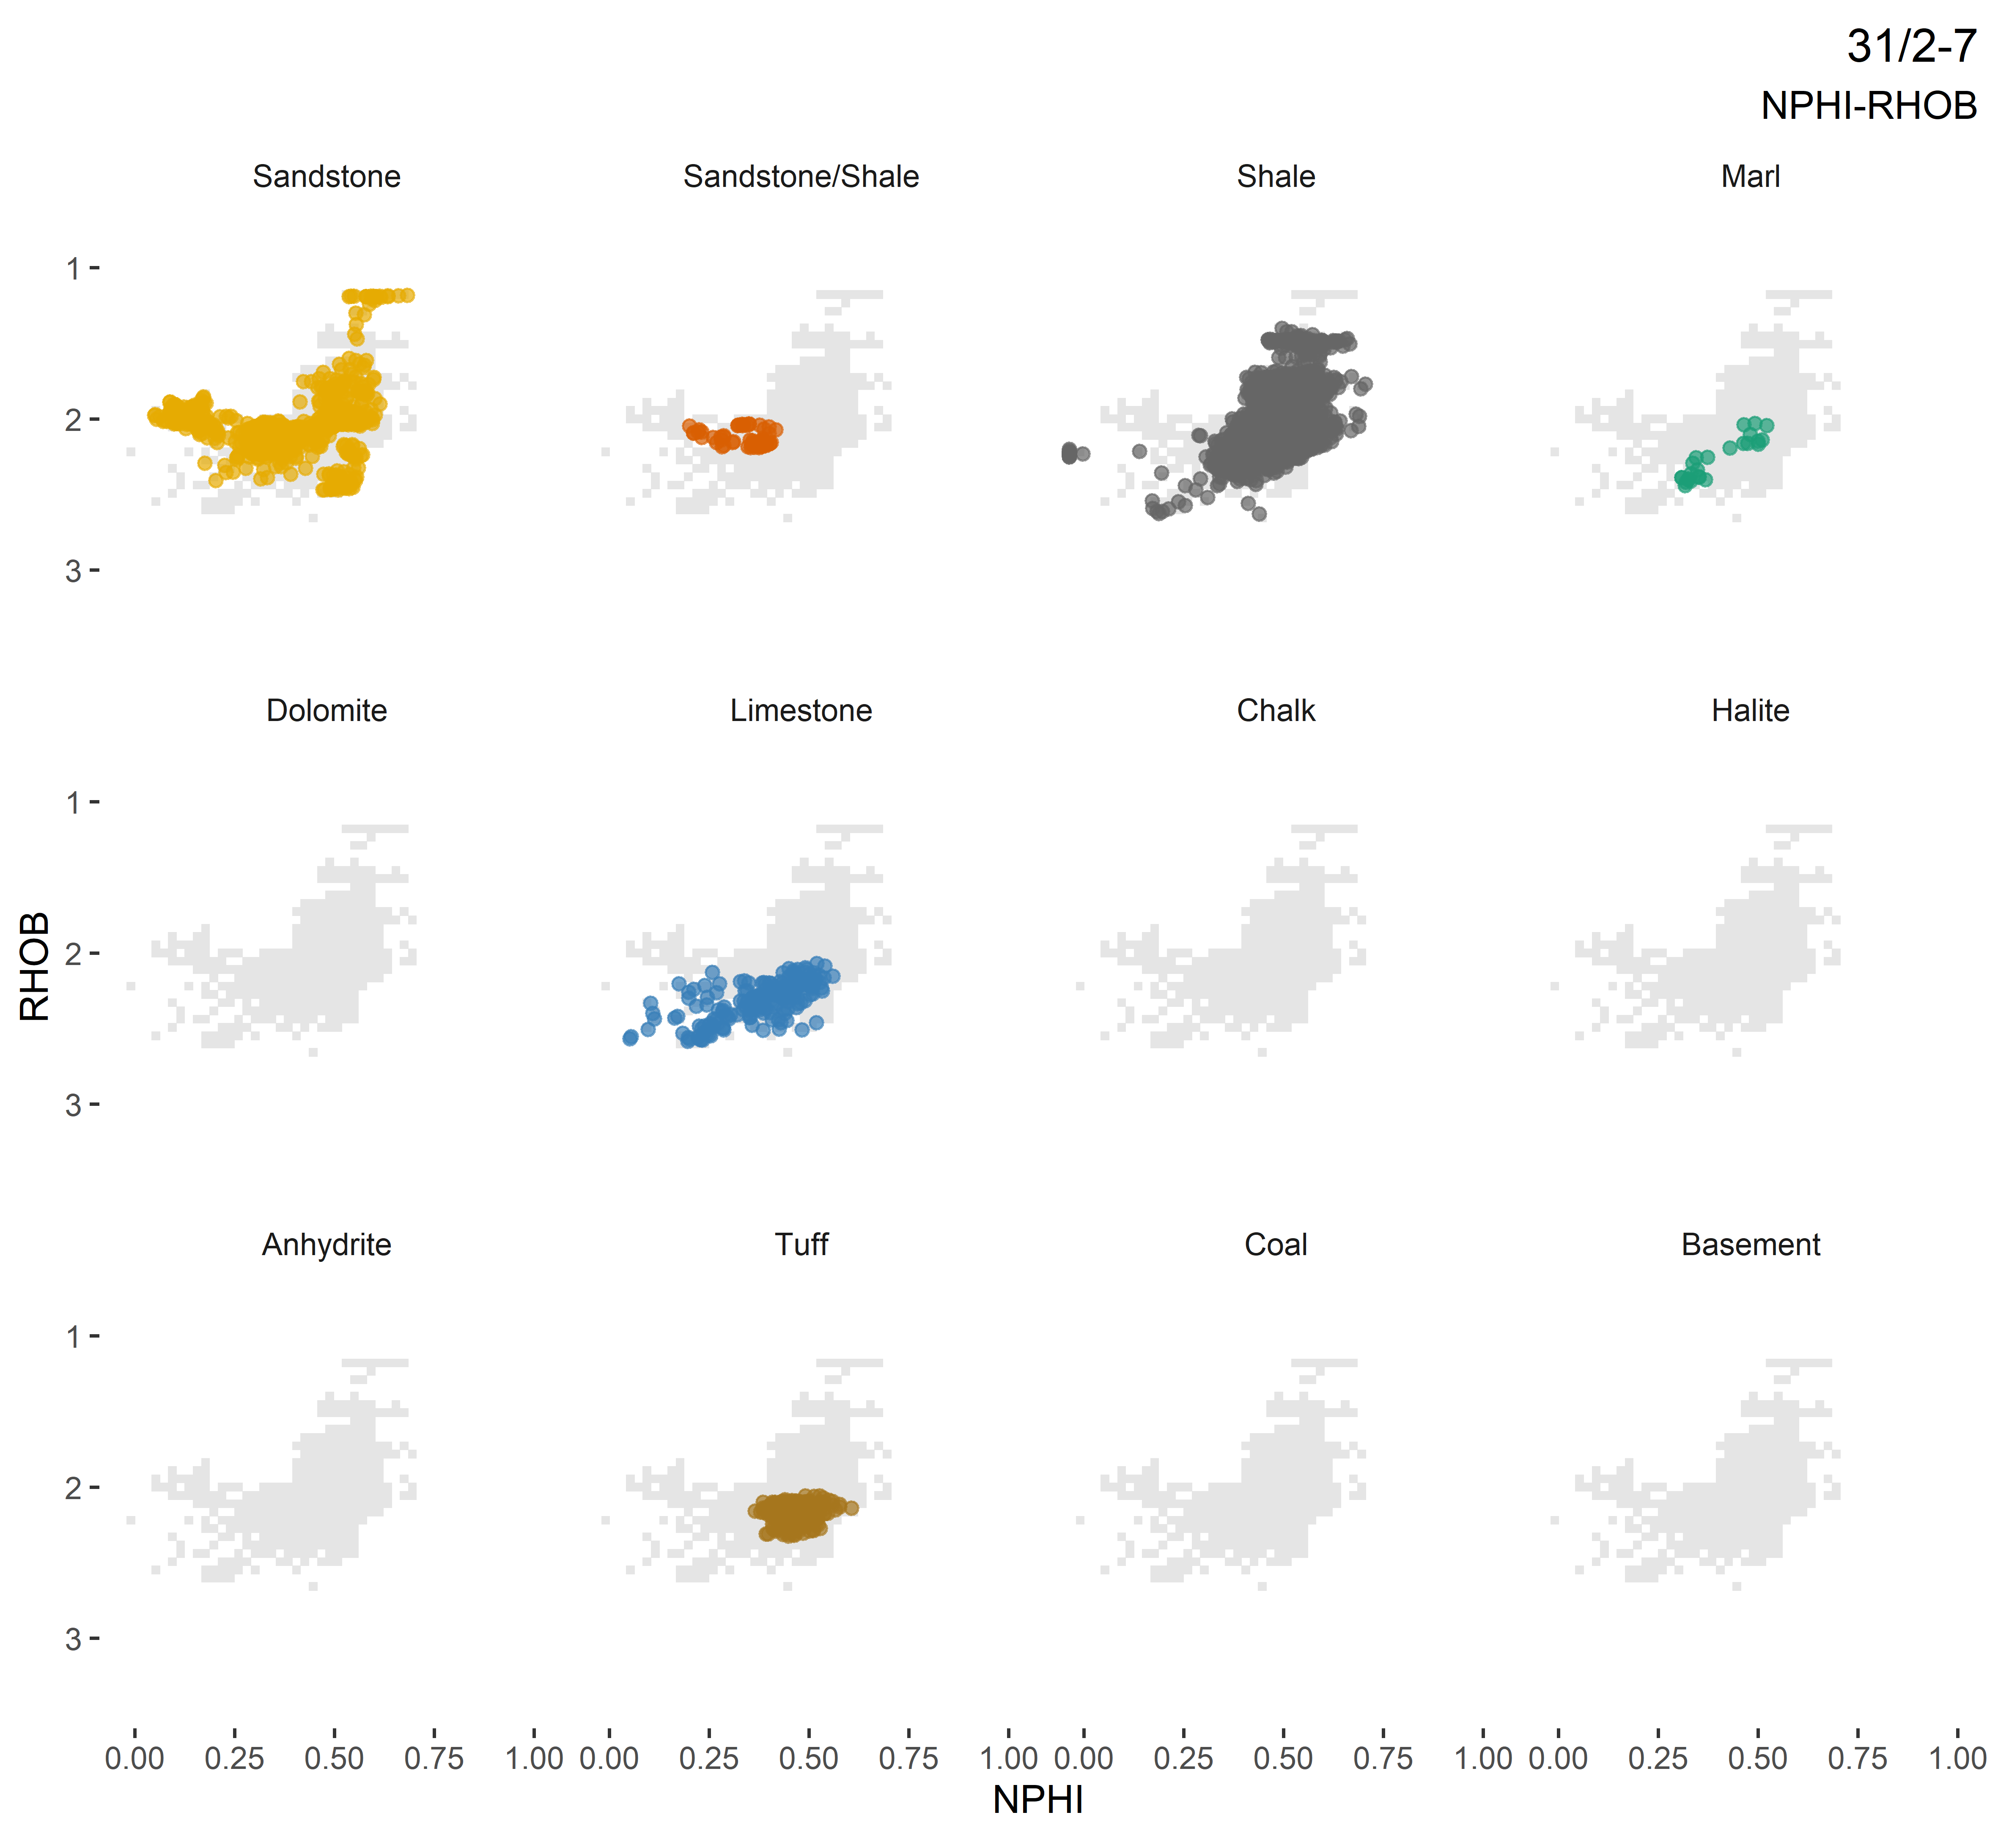 31/2-7
NPHI-RHOB
Sandstone Sandstone/Shale Shale Marl
1
2
3
Dolomite Limestone Chalk Halite
1
2
3
RHOB
Anhydrite Tuff Coal Basement
1
2
3
0.00 0.25 0.50 0.75 1.00 0.00 0.25 0.50 0.75 1.00 0.00 0.25 0.50 0.75 1.00 0.00 0.25 0.50 0.75 1.00
NPHI